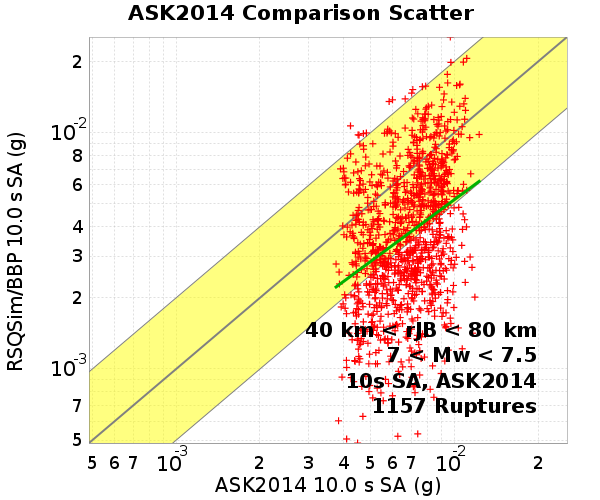 ASK2014 Comparison Scatter
RSQSim/BBP 10.0 s SA (g)
2
10-2
8
6
4
3
2
10-3
7
5
40 km < rJB < 80 km
7 < Mw < 7.5
10s SA, ASK2014
1157 Ruptures
5 6 7 10-3 2 3 4 5 6 7 10-2 2
ASK2014 10.0 s SA (g)